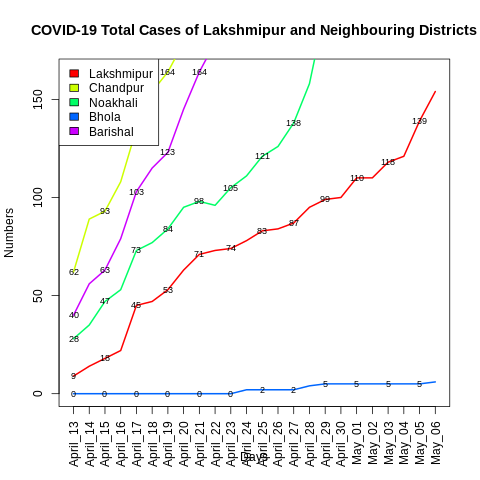 COVID-19 Total Cases of Lakshmipur and Neighbouring Districts
Lakshmipur
Chandpur
Noakhali
Bhola
Barishal
Numbers
0
50
100
150
62
93
164
40
63
103
123
164
28
47
73
84
98
105
121
138
9
18
45
53
71
74
83
87
99
110
118
139
0
0
0
0
0
0
2
2
5
5
5
5
April_13
April_14
April_15
April_16
April_17
April_18
April_19
April_20
April_21
April_22
April_23
April_24
April_25
April_26
April_27
April_28
April_29
April_30
May_01
May_02
May_03
May_04
May_05
May_06
Days